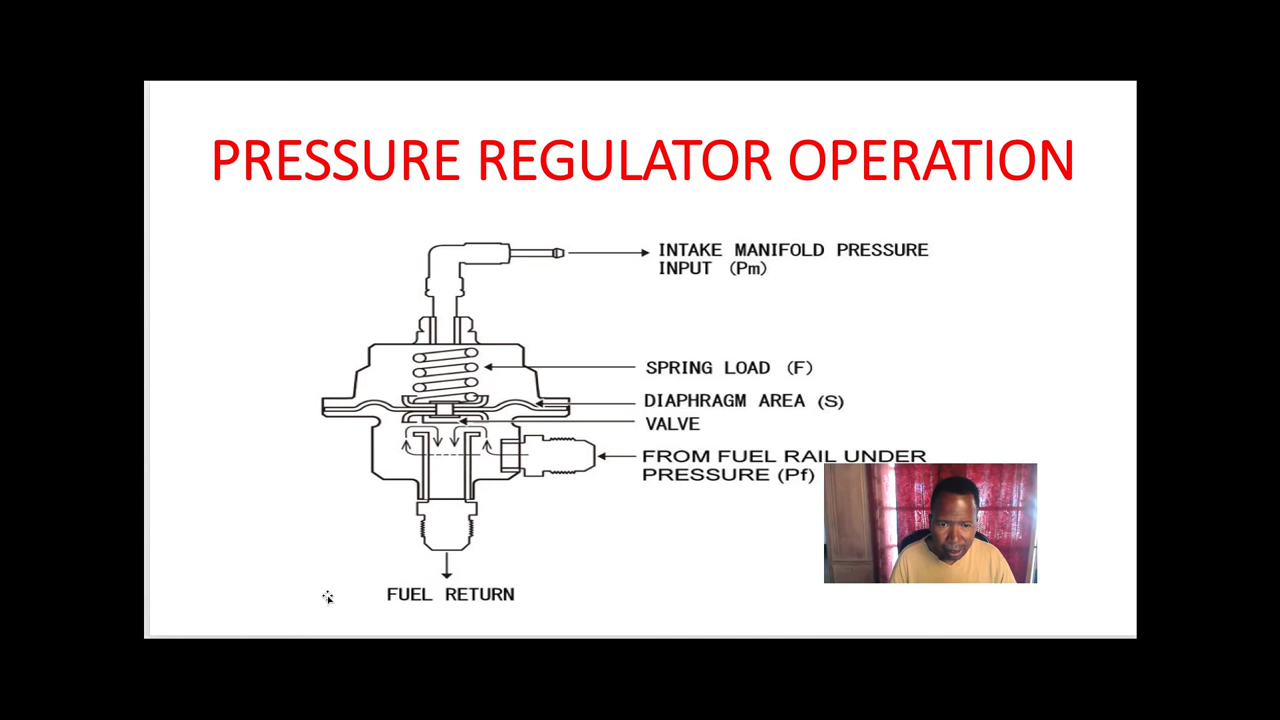 PRESSURE REGULATOR OPERATION
INTAKE MANIFOLD PRESSURE
INPUT (Pm)
SPRING LOAD (F)
DIAPHRAGM AREA (S)
VALVE
FROM FUEL RAIL UNDER
PRESSURE (Pf)
FUEL RETURN